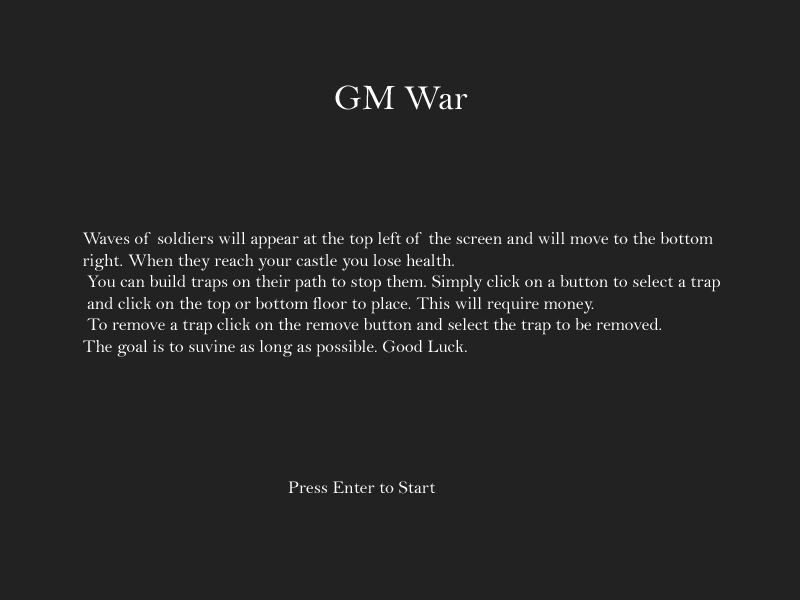 GM War
Waves of soldiers will appear at the top left of the screen and will move to the bottom
right. When they reach your castle you lose health.
You can build traps on their path to stop them. Simply click on a button to select a trap
and click on the top or bottom floor to place. This will require money.
To remove a trap click on the remove button and select the trap to be removed.
The goal is to suvine as long as possible. Good Luck.
Press Enter to Start